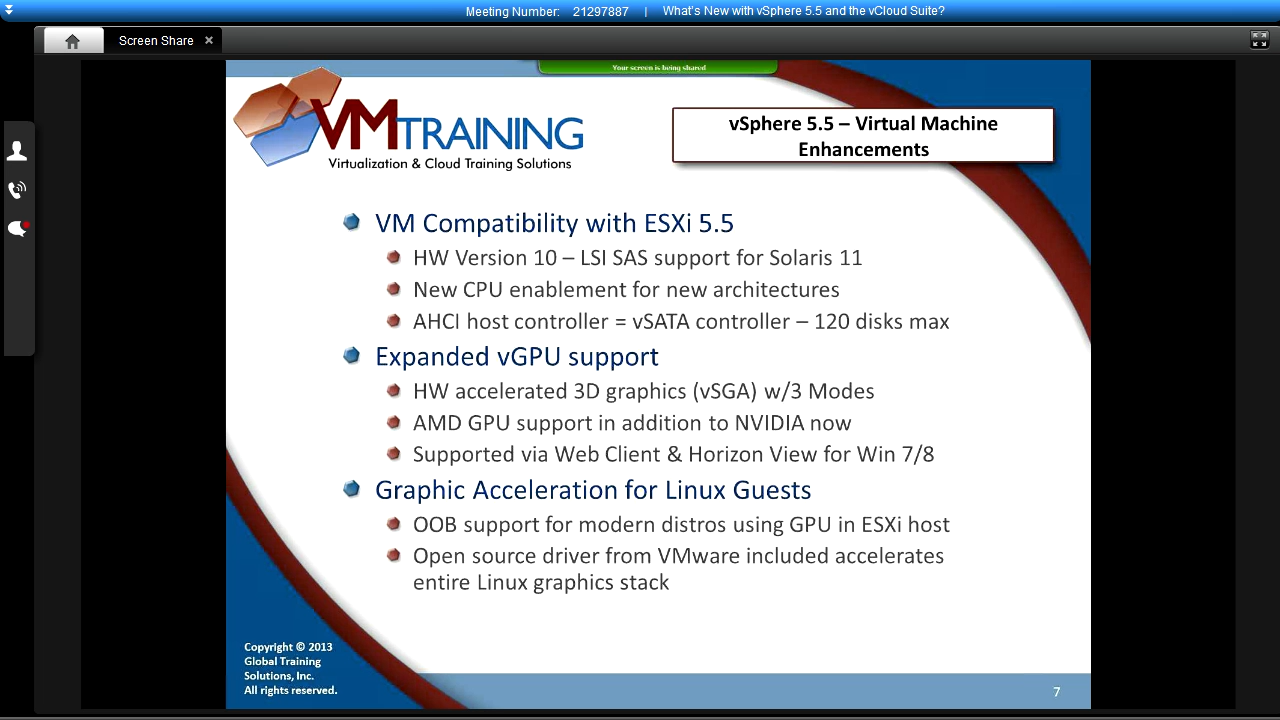 Meeting Number: 21297887 | What's New with vSphere 5.5 and the vCloud Suite?
Screen Share
Your screen is being shared
VMTRAINING
Virtualization & Cloud Training Solutions
vSphere 5.5 – Virtual Machine
Enhancements
VM Compatibility with ESXi 5.5
HW Version 10 – LSI SAS support for Solaris 11
New CPU enablement for new architectures
AHCI host controller = vSATA controller – 120 disks max
Expanded vGPU support
HW accelerated 3D graphics (vSGA) w/3 Modes
AMD GPU support in addition to NVIDIA now
Supported via Web Client & Horizon View for Win 7/8
Graphic Acceleration for Linux Guests
OOB support for modern distros using GPU in ESXi host
Open source driver from VMware included accelerates
entire Linux graphics stack
Copyright © 2013
Global Training
Solutions, Inc.
All rights reserved.
7